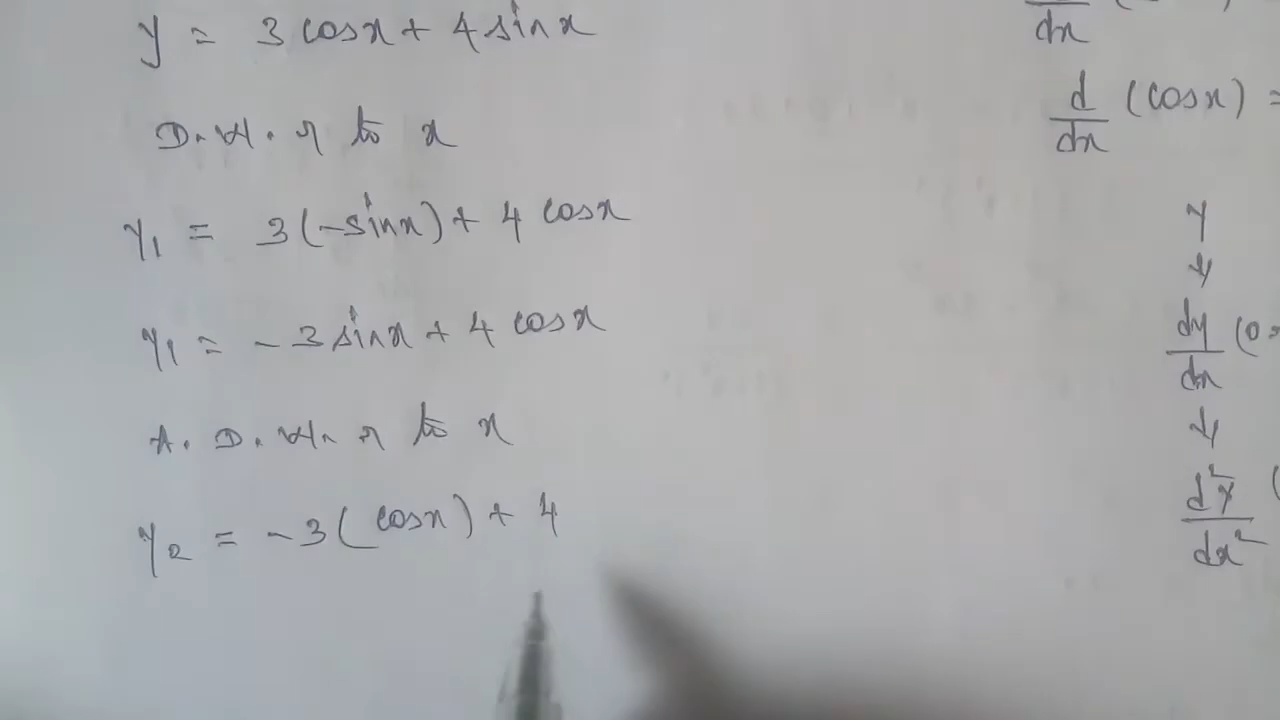 y = 3 cosx + 4 sinx
D. W. r to x
y₁ = 3(-sinx) + 4 cosx
y₁ = -3 sinx + 4 cosx
A. D. W. r to x
y₂ = -3( cosx) + 4
dx
d/dx (cosx) =
y
↓
dy/dx (o
↓
d²y/dx² (